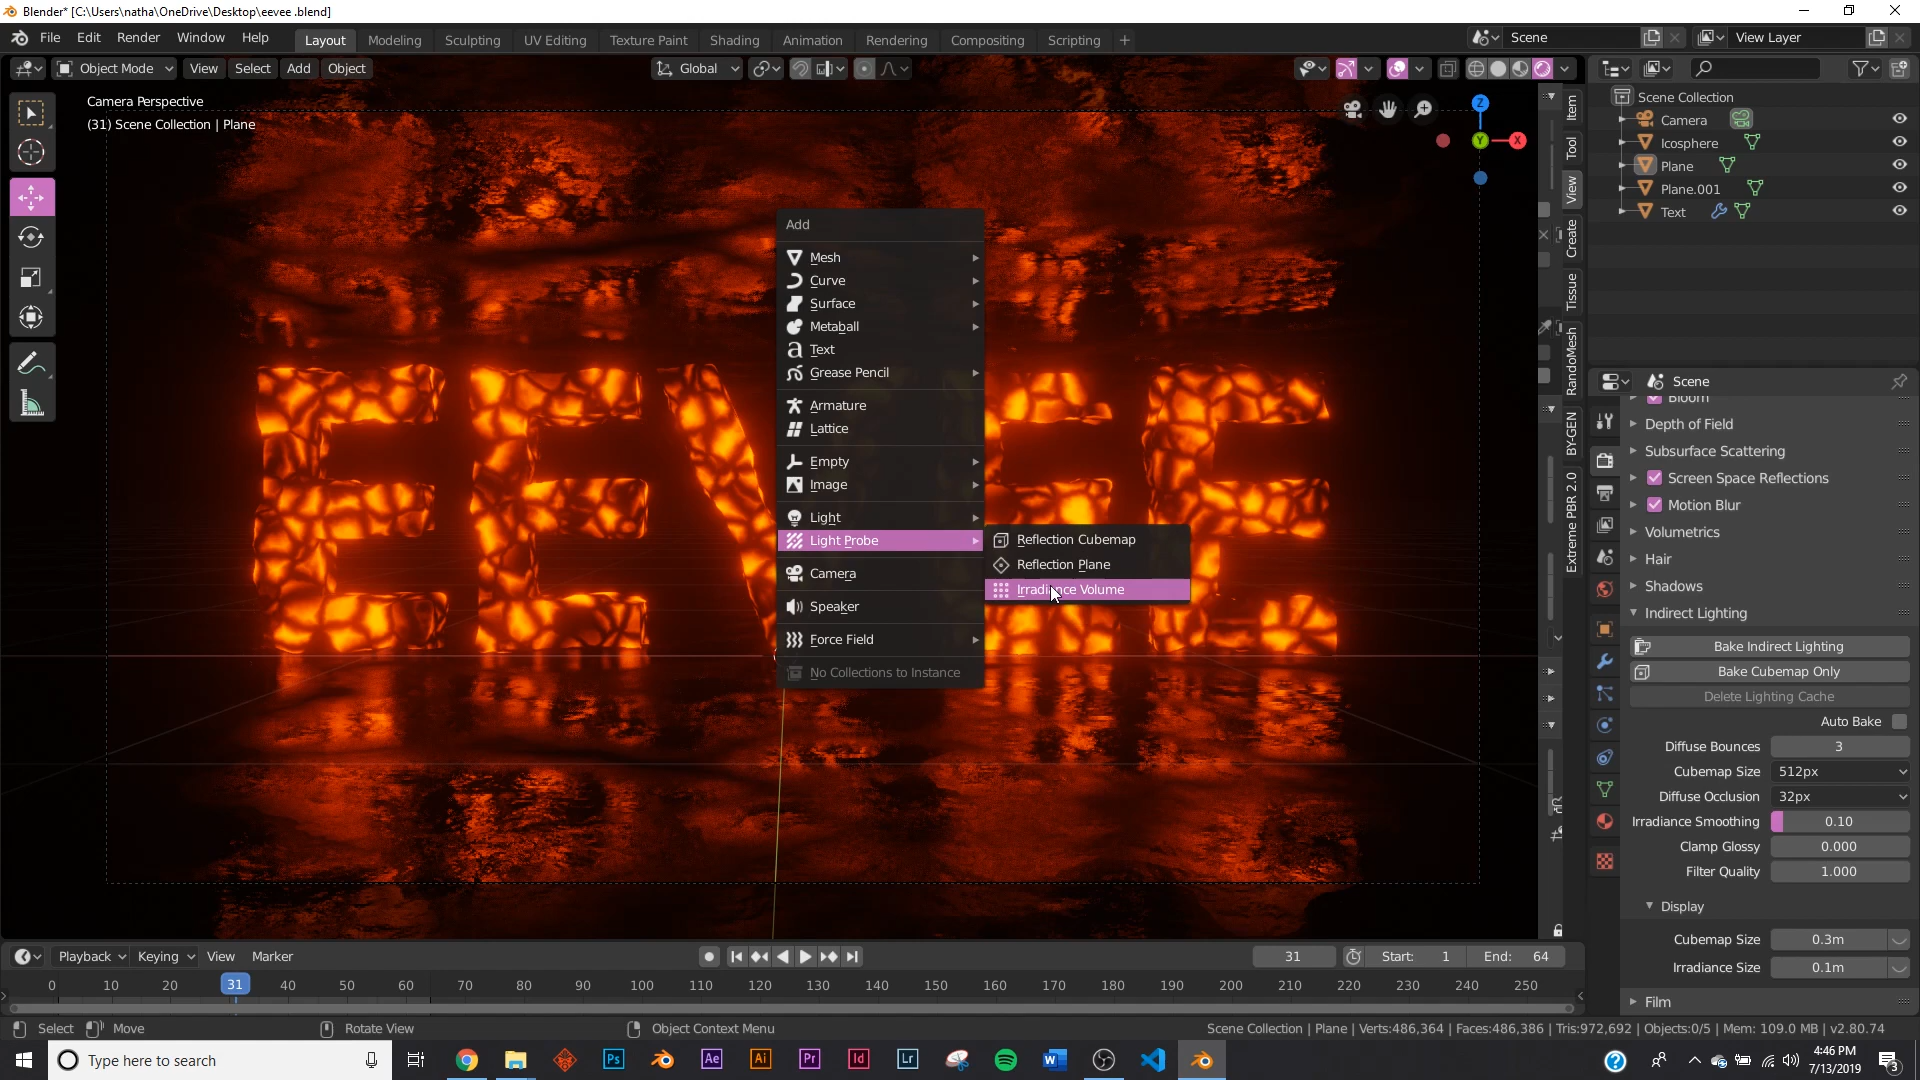 Blender* [C:\Users\natha\OneDrive\Desktop\eevee .blend]
File Edit Render Window Help Layout Modeling Sculpting UV Editing Texture Paint Shading Animation Rendering Compositing Scripting + Scene View Layer
Object Mode View Select Add Object Global
Camera Perspective
(31) Scene Collection | Plane
Z
Y
X
Item
Tool
View
Create
Tissue
RandoMesh
BY-GEN
Extreme PBR 2.0
EEVEE
Add
Mesh
Curve
Surface
Metaball
Text
Grease Pencil
Armature
Lattice
Empty
Image
Light
Light Probe
Camera
Speaker
Force Field
No Collections to Instance
Reflection Cubemap
Reflection Plane
Irradiance Volume
Scene Collection
Camera
Icosphere
Plane
Plane.001
Text
Scene
Bloom
Depth of Field
Subsurface Scattering
Screen Space Reflections
Motion Blur
Volumetrics
Hair
Shadows
Indirect Lighting
Bake Indirect Lighting
Bake Cubemap Only
Delete Lighting Cache
Auto Bake
Diffuse Bounces 3
Cubemap Size 512px
Diffuse Occlusion 32px
Irradiance Smoothing 0.10
Clamp Glossy 0.000
Filter Quality 1.000
Display
Cubemap Size 0.3m
Irradiance Size 0.1m
Film
Playback Keying View Marker 31 Start: 1 End: 64
0 10 20 31 40 50 60 70 80 90 100 110 120 130 140 150 160 170 180 190 200 210 220 230 240 250
Select Move Rotate View Object Context Menu Scene Collection | Plane | Verts:486,364 | Faces:486,386 | Tris:972,692 | Objects:0/5 | Mem: 109.0 MB | v2.80.74
Type here to search
Ps
Ae
Ai
Pr
Id
Lr
W
4:46 PM
7/13/2019
3